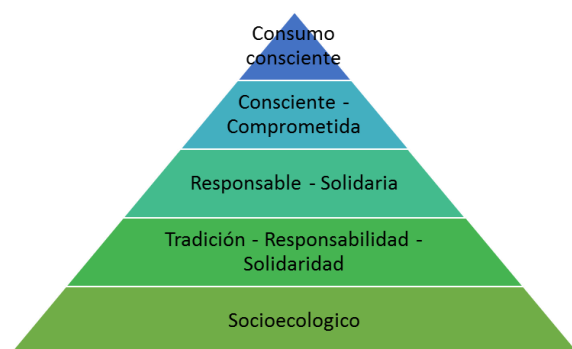 Consumo
consciente
Consciente -
Comprometida
Responsable - Solidaria
Tradición - Responsabilidad -
Solidaridad
Socioecologico